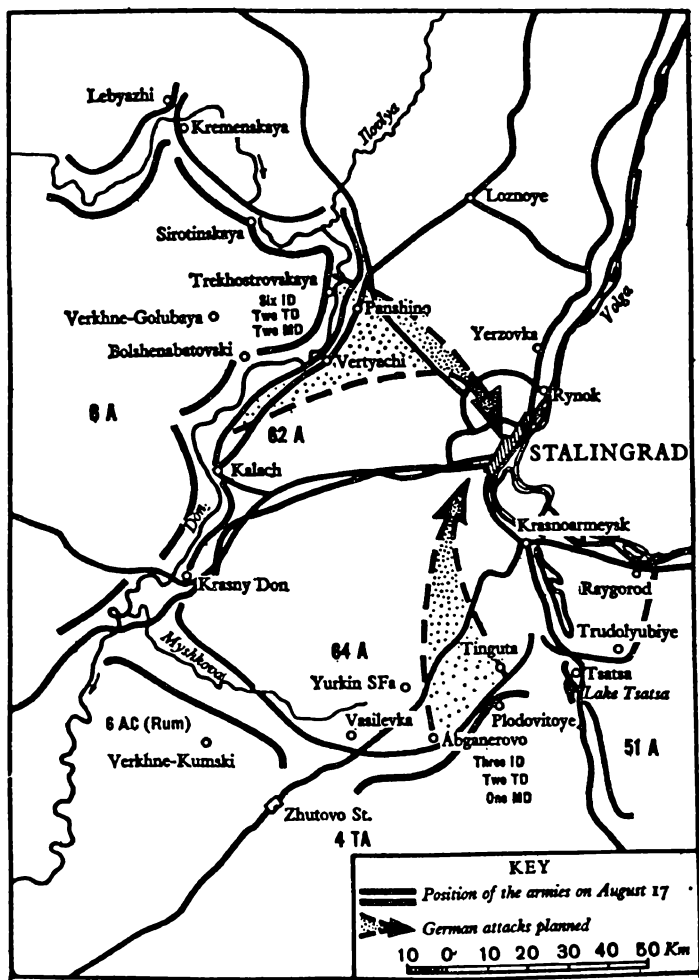 Lebyazhi
Kremenskaya
Ilovlya
Loznoye
Sirotinskaya
Trekhostrovskaya
Six ID
Two TD
Two MD
Panshino
Verkhne-Golubaya
Volga
Yerzovka
Bolshenabatovski
Vertyachi
Rynok
6 A
62 A
STALINGRAD
Kalach
Don
Krasnoarmeysk
Krasny Don
Raygorod
Myshkova
Trudolyubiye
64 A
Tinguta
Yurkin SFa
Tsatsa
Lake Tsatsa
6 A.C (Rum)
Vasilevka
Plodovitoye
Abganerovo
51 A
Verkhne-Kumski
Three ID
Two TD
One MD
Zhutovo St.
4 TA
KEY
Position of the armies on August 17
German attacks planned
10 0 10 20 30 40 50 Km